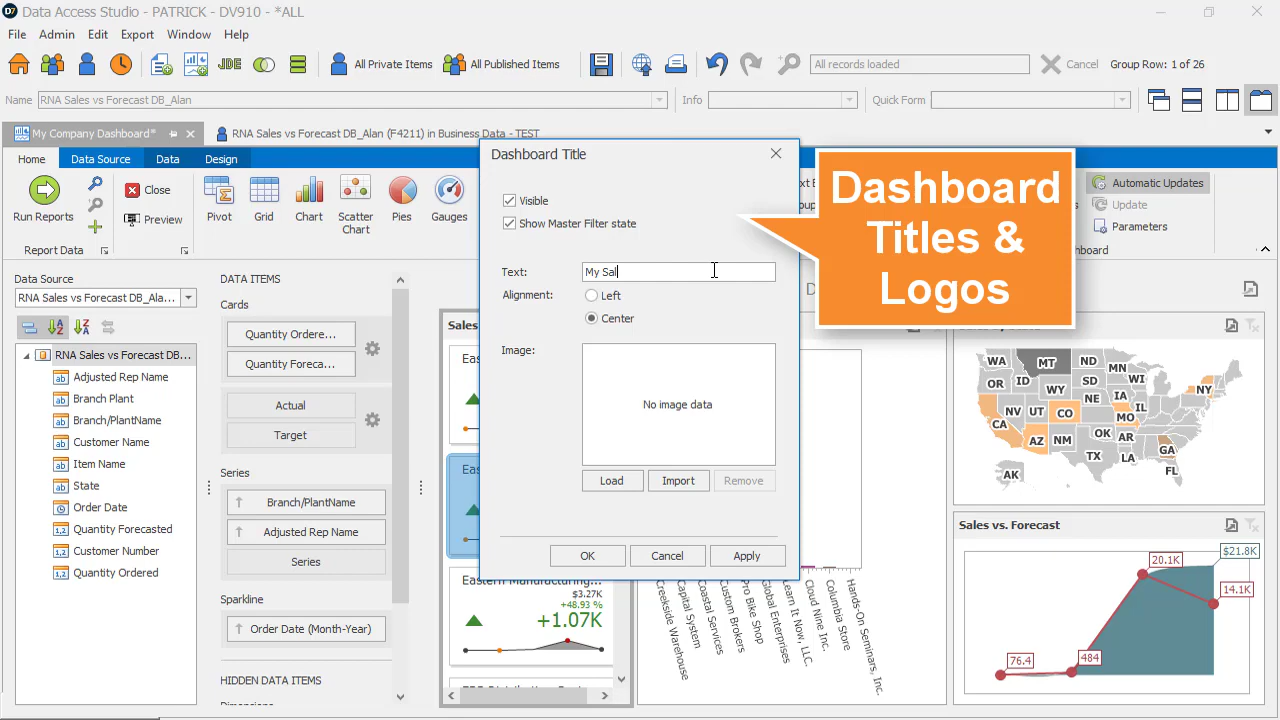 Data Access Studio - PATRICK - DV910 - *ALL
File Admin Edit Export Window Help
JDE All Private Items All Published Items All records loaded Cancel Group Row: 1 of 26
Name RNA Sales vs Forecast DB_Alan Info Quick Form
My Company Dashboard* RNA Sales vs Forecast DB_Alan (F4211) in Business Data - TEST
Home Data Source Data Design
Run Reports
Report Data
Close
Preview
Pivot
Grid
Chart
Scatter
Chart
Pies
Gauges
Automatic Updates
Update
Parameters
Dashboard Title
Visible
Show Master Filter state
Text: My Sal
Alignment: Left
Center
Image:
No image data
Load Import Remove
OK Cancel Apply
Dashboard
Titles &
Logos
Data Source
RNA Sales vs Forecast DB_Ala...
RNA Sales vs Forecast DB...
Adjusted Rep Name
Branch Plant
Branch/PlantName
Customer Name
Item Name
State
Order Date
Quantity Forecasted
Customer Number
Quantity Ordered
DATA ITEMS
Cards
Quantity Ordere...
Quantity Foreca...
Actual
Target
Series
Branch/PlantName
Adjusted Rep Name
Series
Sparkline
Order Date (Month-Year)
HIDDEN DATA ITEMS
Eastern Manufacturing...
$3.27K
+48.93 %
+1.07K
Creekside Warehouse
Capital System
Coastal Services
Custom Brokers
Pro Bike Shop
Global Enterprises
Learn It Now, LLC.
Cloud Nine Inc.
Columbia Store
Hands-On Seminars, Inc.
WA MT ND MN
OR ID WY SD WI NY
NV UT CO NE IA IL
CA AZ NM OK MO
AR GA
TX LA FL
AK
Sales vs. Forecast
$21.8K
20.1K
14.1K
484
76.4